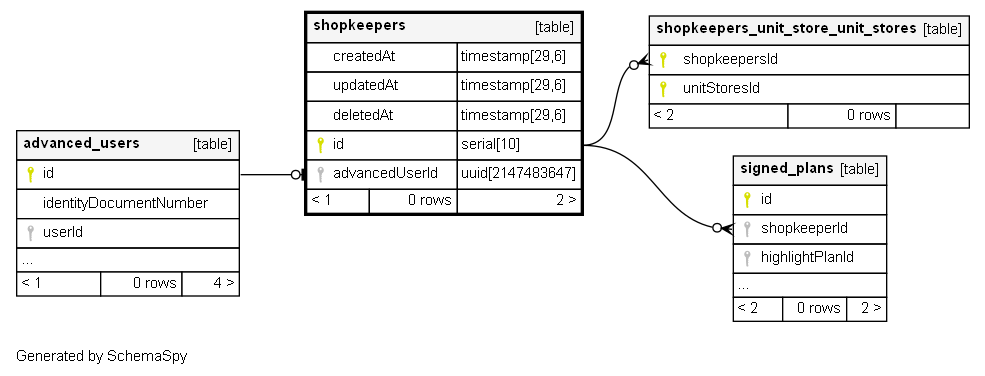 shopkeepers [table]
createdAt timestamp[29,6]
updatedAt timestamp[29,6]
deletedAt timestamp[29,6]
id serial[10]
advancedUserId uuid[2147483647]
< 1 0 rows 2 >
shopkeepers_unit_store_unit_stores [table]
shopkeepersId
unitStoresId
< 2 0 rows
advanced_users [table]
id
identityDocumentNumber
userId
...
< 1 0 rows 4 >
signed_plans [table]
id
shopkeeperId
highlightPlanId
...
< 2 0 rows 2 >
Generated by SchemaSpy